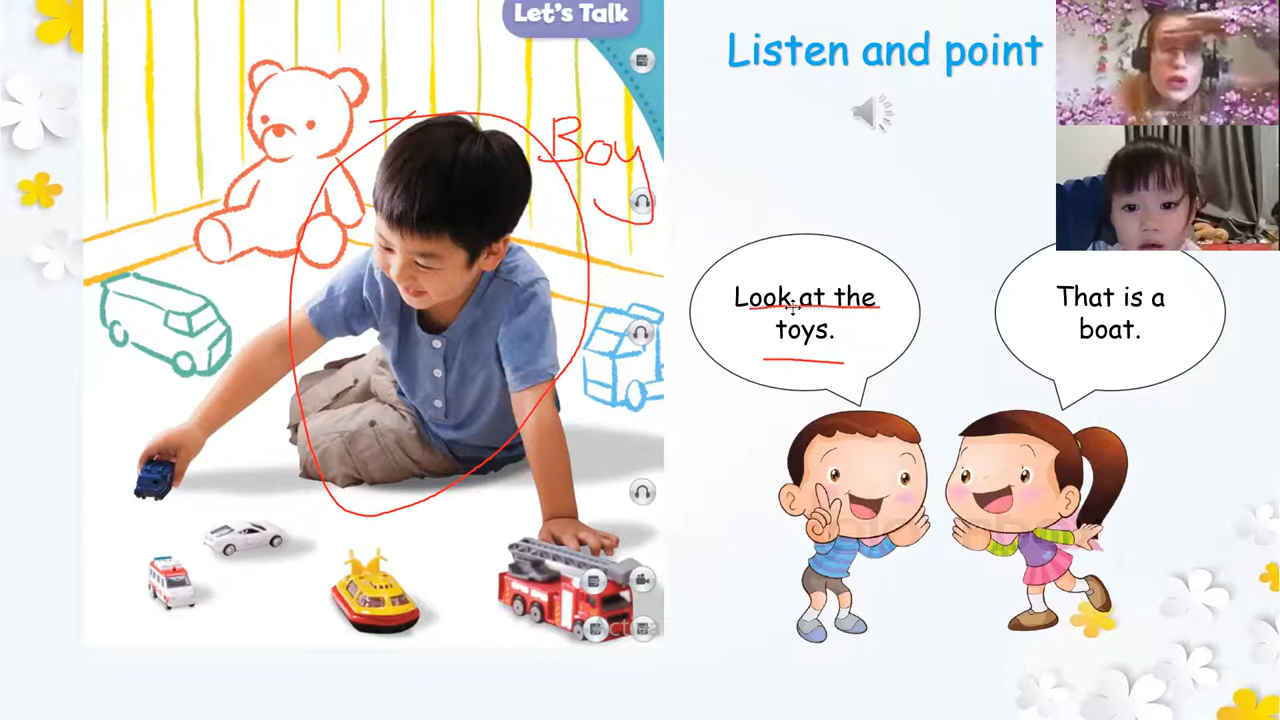 Let's Talk
Listen and point
Boy
Look at the
toys.
That is a
boat.